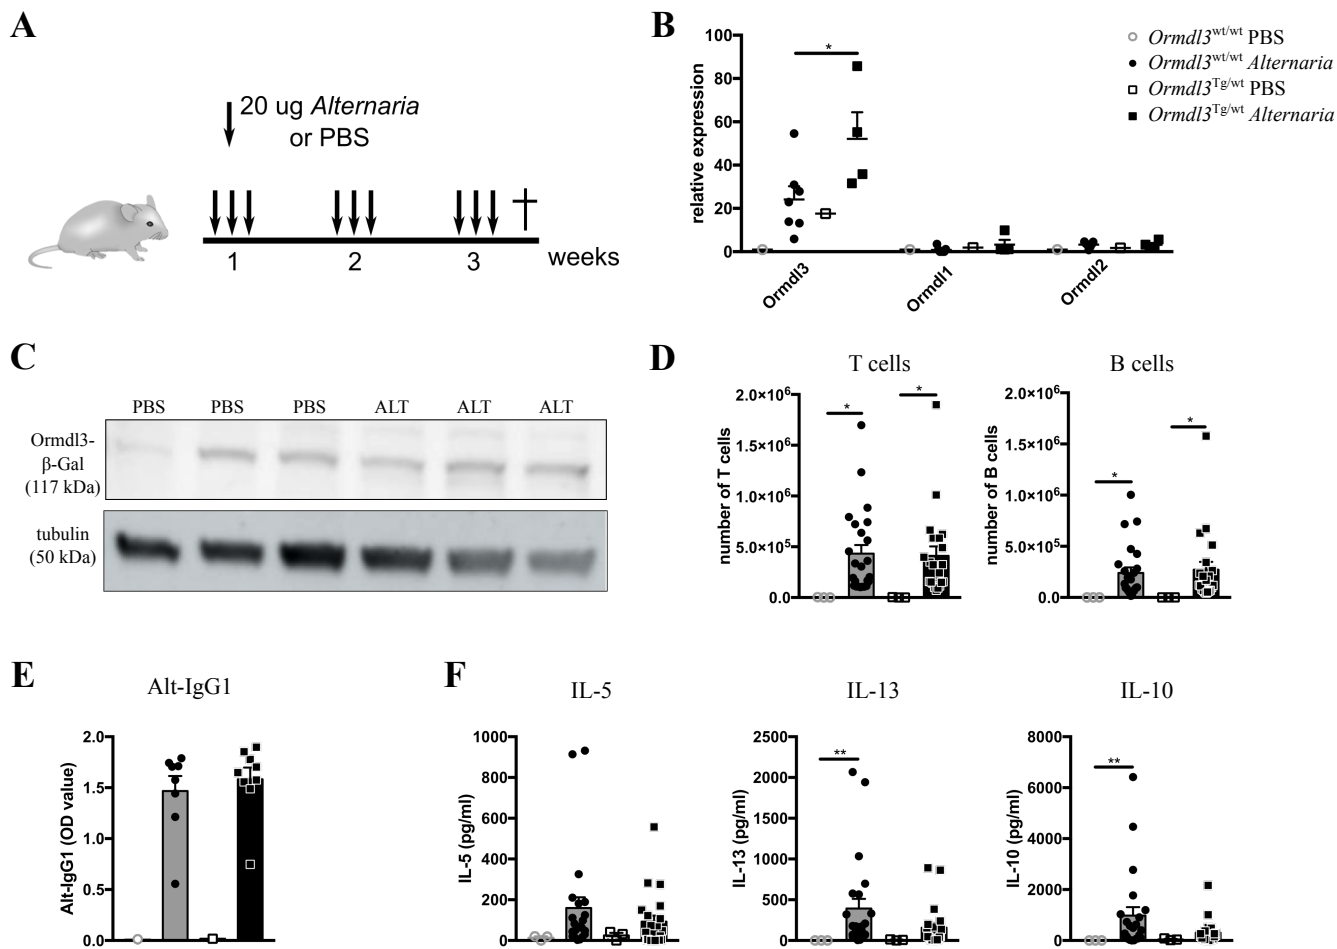 A
20 ug Alternaria
or PBS
1 2 3 weeks
B
relative expression
100
80
60
40
20
0
*
Ormdl3 Ormdl1 Ormdl2
Ormdl3wt/wt PBS
Ormdl3wt/wt Alternaria
Ormdl3Tg/wt PBS
Ormdl3Tg/wt Alternaria
C
PBS PBS PBS ALT ALT ALT
Ormdl3-
β-Gal
(117 kDa)
tubulin
(50 kDa)
D
T cells
number of T cells
2.0×10⁶
1.5×10⁶
1.0×10⁶
5.0×10⁵
0.0
* *
B cells
number of B cells
2.0×10⁶
1.5×10⁶
1.0×10⁶
5.0×10⁵
0.0
* *
E
Alt-IgG1
Alt-IgG1 (OD value)
2.0
1.5
1.0
0.5
0.0
F
IL-5
IL-5 (pg/ml)
1000
800
600
400
200
0
IL-13
IL-13 (pg/ml)
2500
2000
1500
1000
500
0
**
IL-10
IL-10 (pg/ml)
8000
6000
4000
2000
0
**